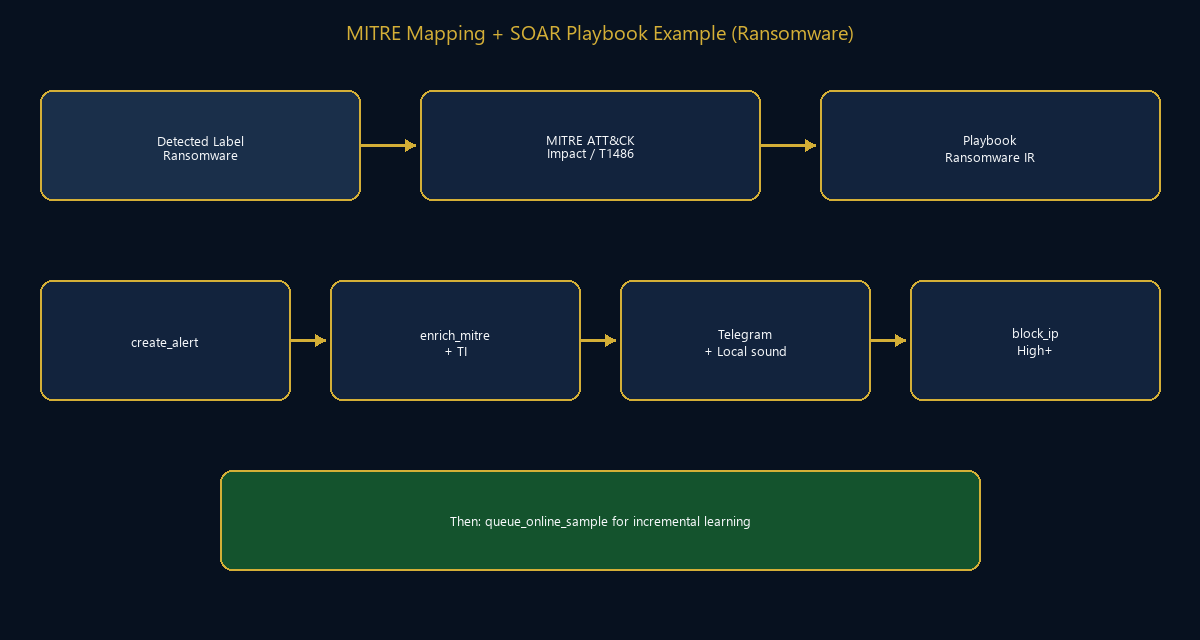 MITRE Mapping + SOAR Playbook Example (Ransomware)
Detected Label
Ransomware
MITRE ATT&CK
Impact / T1486
Playbook
Ransomware IR
create_alert
enrich_mitre
+ TI
Telegram
+ Local sound
block_ip
High+
Then: queue_online_sample for incremental learning